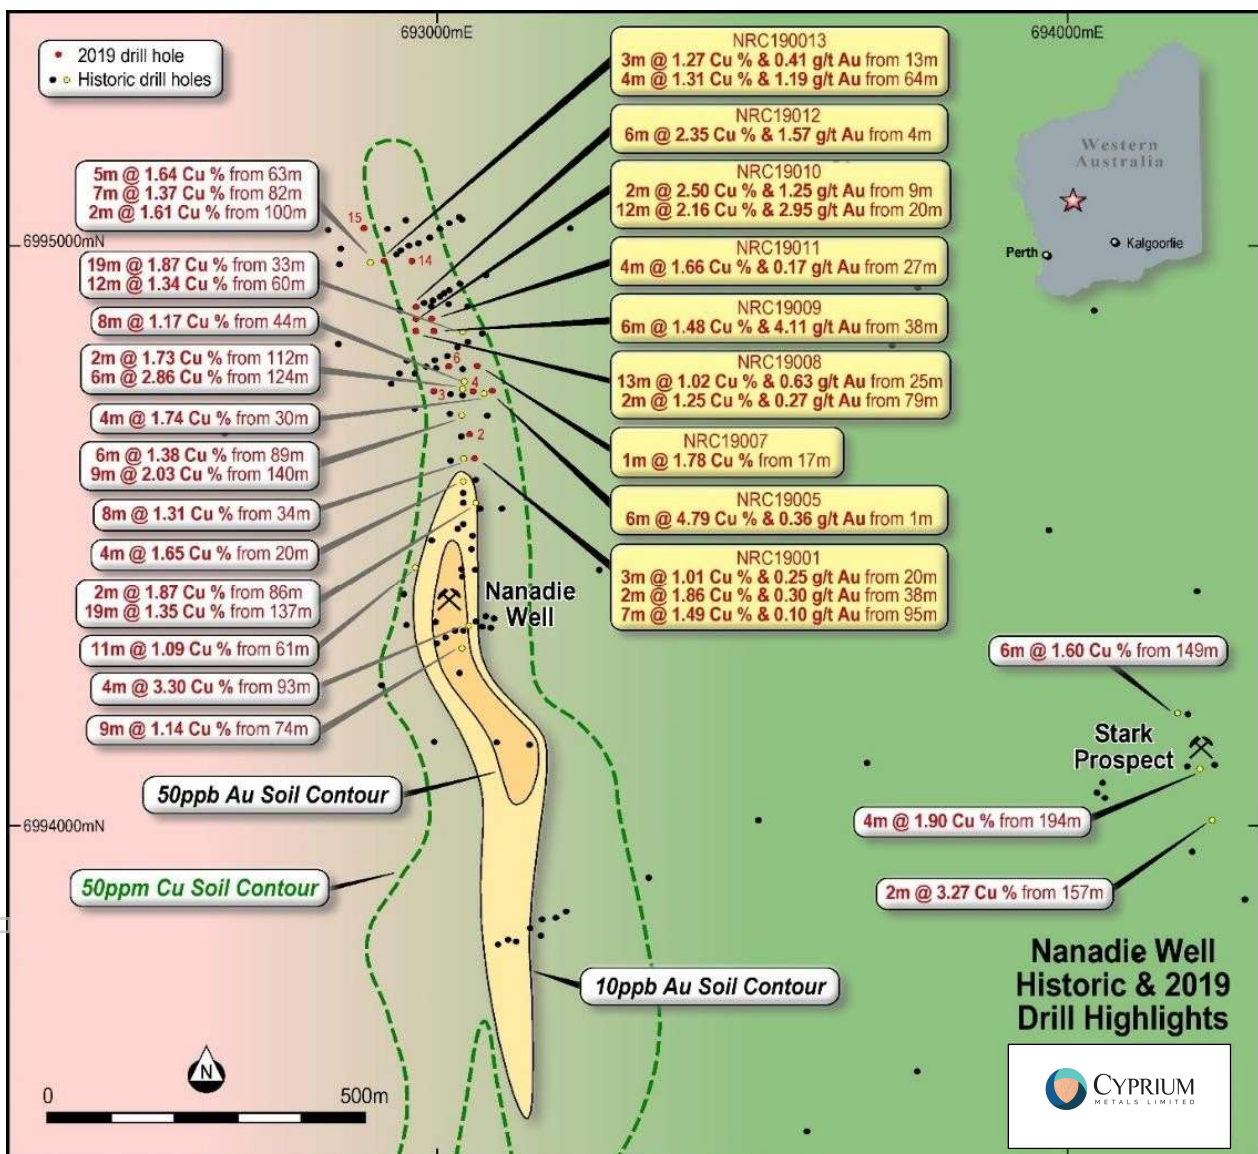 693000mE
694000mE
2019 drill hole
Historic drill holes
NRC190013
3m @ 1.27 Cu % & 0.41 g/t Au from 13m
4m @ 1.31 Cu % & 1.19 g/t Au from 64m
NRC19012
6m @ 2.35 Cu % & 1.57 g/t Au from 4m
NRC19010
2m @ 2.50 Cu % & 1.25 g/t Au from 9m
12m @ 2.16 Cu % & 2.95 g/t Au from 20m
NRC19011
4m @ 1.66 Cu % & 0.17 g/t Au from 27m
NRC19009
6m @ 1.48 Cu % & 4.11 g/t Au from 38m
NRC19008
13m @ 1.02 Cu % & 0.63 g/t Au from 25m
2m @ 1.25 Cu % & 0.27 g/t Au from 79m
NRC19007
1m @ 1.78 Cu % from 17m
NRC19005
6m @ 4.79 Cu % & 0.36 g/t Au from 1m
NRC19001
3m @ 1.01 Cu % & 0.25 g/t Au from 20m
2m @ 1.86 Cu % & 0.30 g/t Au from 38m
7m @ 1.49 Cu % & 0.10 g/t Au from 95m
Western
Australia
Perth
Kalgoorlie
5m @ 1.64 Cu % from 63m
7m @ 1.37 Cu % from 82m
2m @ 1.61 Cu % from 100m
6995000mN
19m @ 1.87 Cu % from 33m
12m @ 1.34 Cu % from 60m
8m @ 1.17 Cu % from 44m
2m @ 1.73 Cu % from 112m
6m @ 2.86 Cu % from 124m
4m @ 1.74 Cu % from 30m
6m @ 1.38 Cu % from 89m
9m @ 2.03 Cu % from 140m
8m @ 1.31 Cu % from 34m
4m @ 1.65 Cu % from 20m
2m @ 1.87 Cu % from 86m
19m @ 1.35 Cu % from 137m
11m @ 1.09 Cu % from 61m
4m @ 3.30 Cu % from 93m
9m @ 1.14 Cu % from 74m
15
14
6
4
3
2
Nanadie
Well
6m @ 1.60 Cu % from 149m
Stark
Prospect
4m @ 1.90 Cu % from 194m
2m @ 3.27 Cu % from 157m
50ppb Au Soil Contour
6994000mN
50ppm Cu Soil Contour
10ppb Au Soil Contour
Nanadie Well
Historic & 2019
Drill Highlights
N
0
500m
CYPRIUM
METALS LIMITED